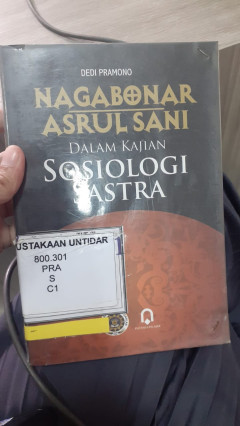 DEDI PRAMONO
NAGABONAR
ASRUL SANI
DALAM KAJIAN
SOSIOLOGI
SASTRA
USTAKAAN UNTIDAR
800.301
PRA
S
C1